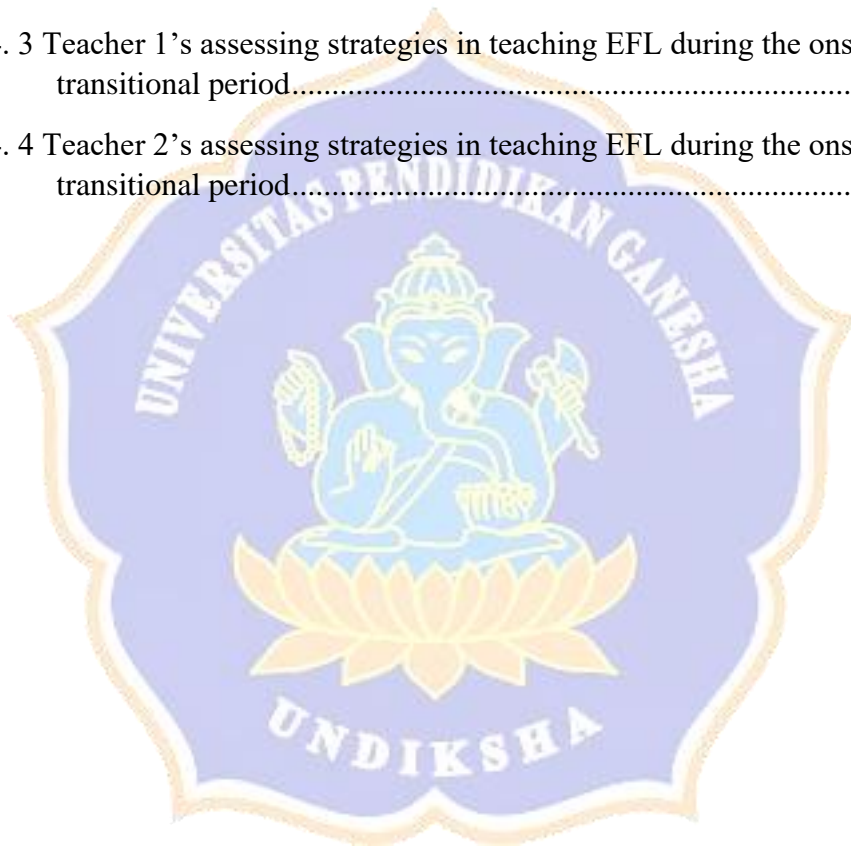 . 3 Teacher 1’s assessing strategies in teaching EFL during the ons
transitional period................................................................................
. 4 Teacher 2’s assessing strategies in teaching EFL during the ons
transitional period................................................................................
UNIVERSITAS PENDIDIKAN GANESHA
UNDIKSHA